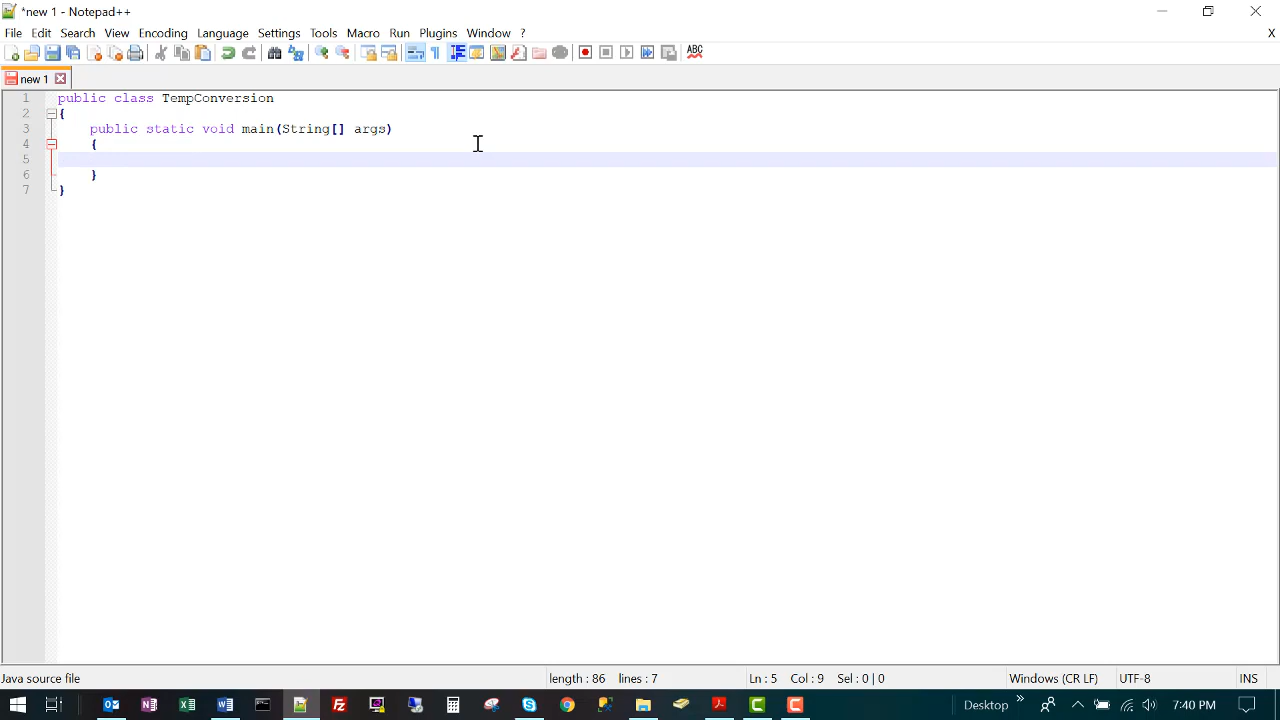 *new 1 - Notepad++
File Edit Search View Encoding Language Settings Tools Macro Run Plugins Window ? X
ABC
new 1
1 public class TempConversion
2 {
3 public static void main(String[] args)
4 {
5
6 }
7 }
Java source file length : 86 lines : 7 Ln : 5 Col : 9 Sel : 0 | 0 Windows (CR LF) UTF-8 INS
Desktop » 7:40 PM